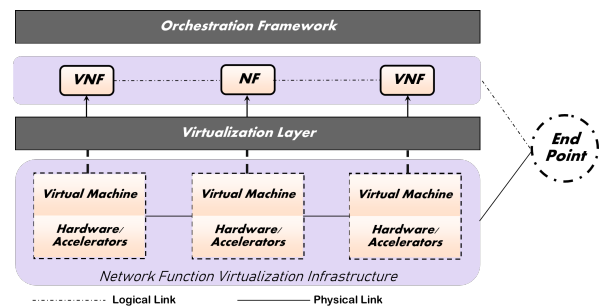 Orchestration Framework
VNF NF VNF
Virtualization Layer
End
Point
Virtual Machine Virtual Machine Virtual Machine
Hardware/ Hardware/ Hardware/
Accelerators Accelerators Accelerators
Network Function Virtualization Infrastructure
Logical Link Physical Link